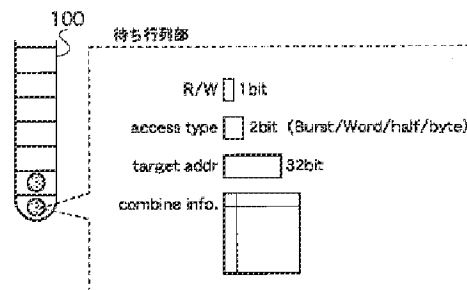 100
待ち行列部
R/W 1bit
access type 2bit (Burst/Word/half/byte)
target addr 32bit
combine info.